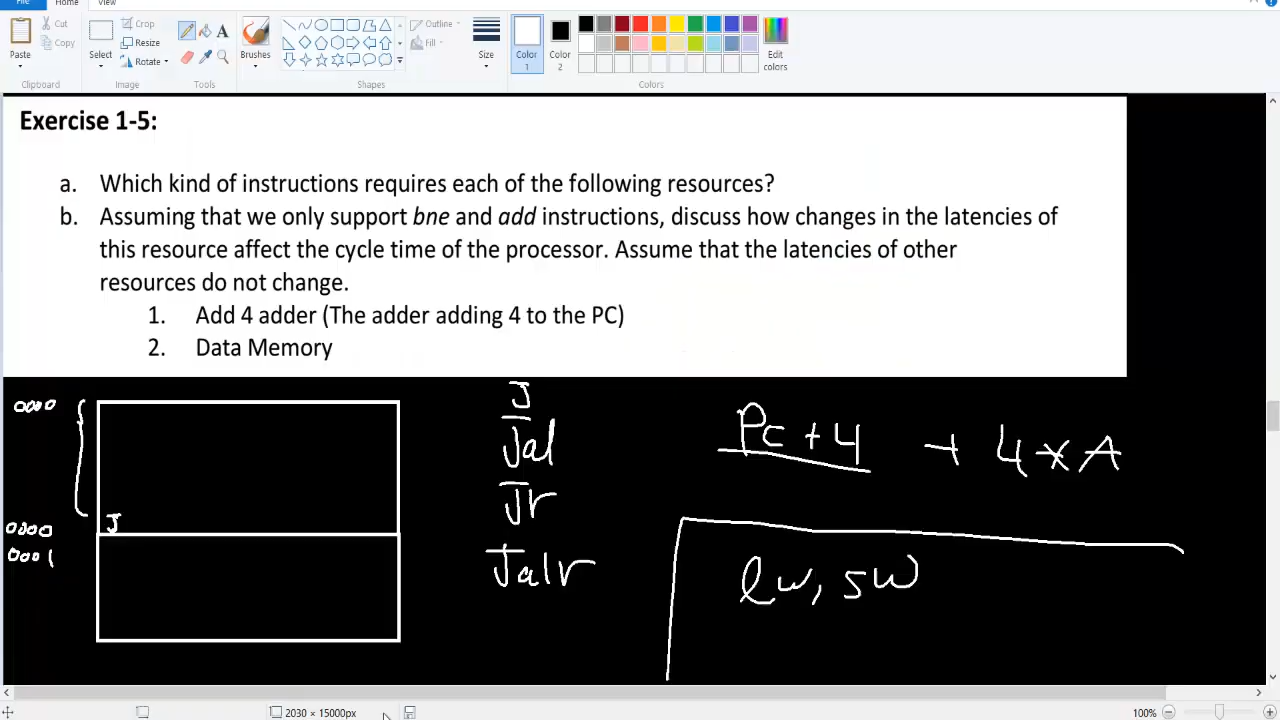 Home View
Cut
Copy
Paste
Clipboard
Crop
Resize
Rotate
Select
Image
Tools
Brushes
Outline
Fill
Shapes
Size
Color 1
Color 2
Edit colors
Colors
Exercise 1-5:
a. Which kind of instructions requires each of the following resources?
b. Assuming that we only support bne and add instructions, discuss how changes in the latencies of
this resource affect the cycle time of the processor. Assume that the latencies of other
resources do not change.
1. Add 4 adder (The adder adding 4 to the PC)
2. Data Memory
0000
0000
0001
J
J
Jal
Jr
Jalr
PC+4 + 4*A
lw, sw
2030 × 15000px
100%